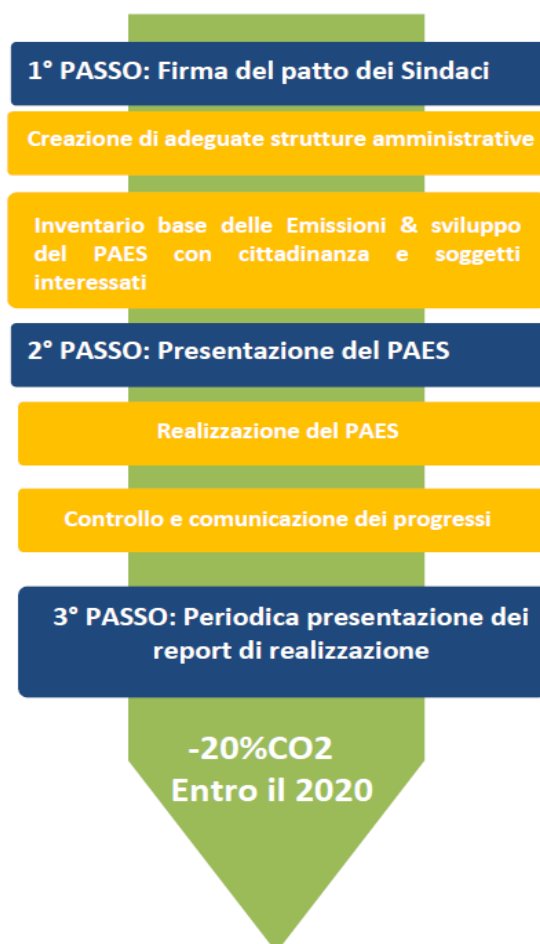 1° PASSO: Firma del patto dei Sindaci
Creazione di adeguate strutture amministrative
Inventario base delle Emissioni & sviluppo
del PAES con cittadinanza e soggetti
interessati
2° PASSO: Presentazione del PAES
Realizzazione del PAES
Controllo e comunicazione dei progressi
3° PASSO: Periodica presentazione dei
report di realizzazione
-20%CO2
Entro il 2020